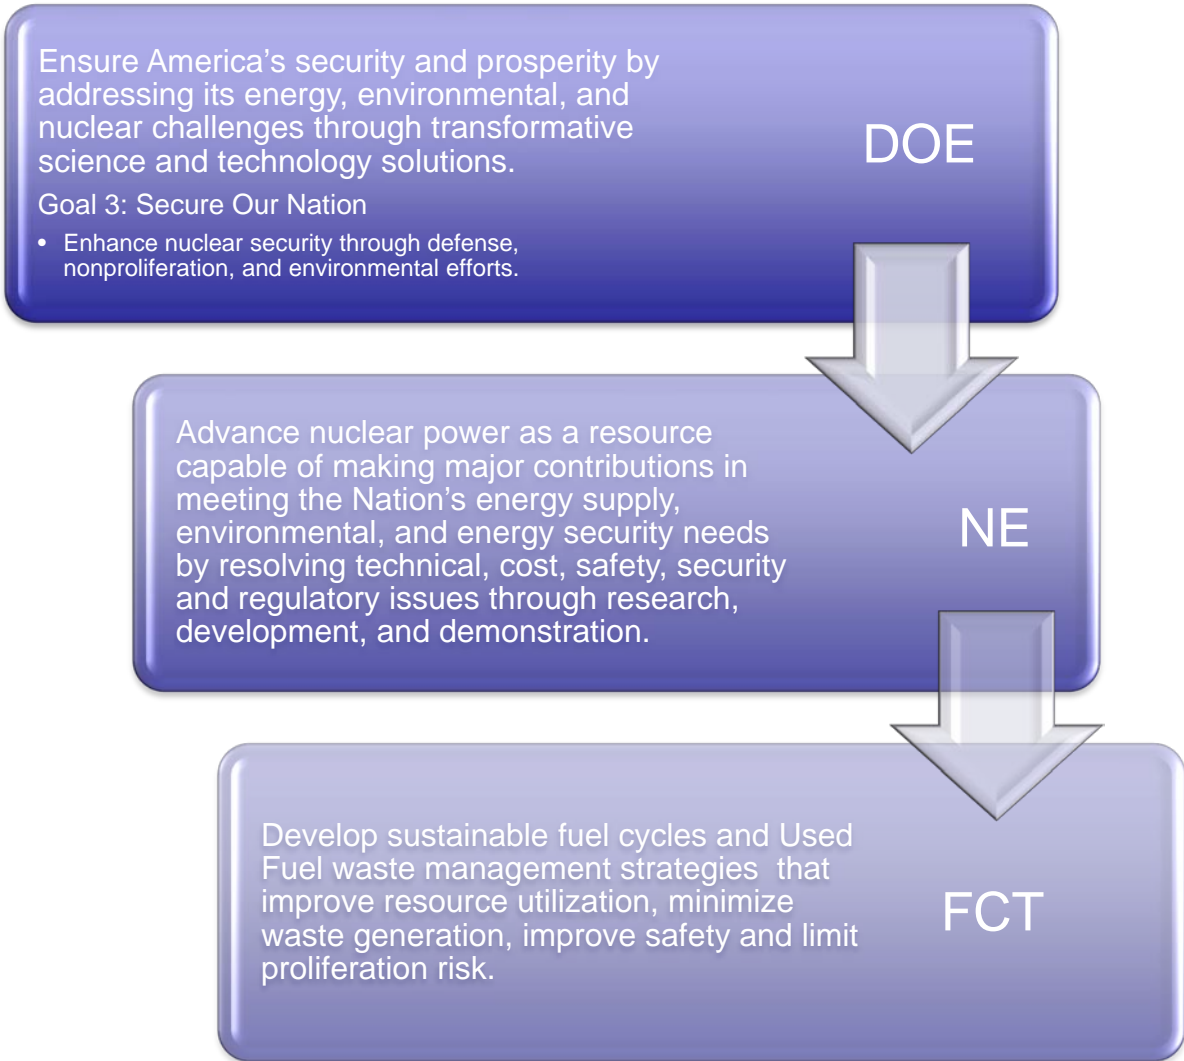 Ensure America’s security and prosperity by
addressing its energy, environmental, and
nuclear challenges through transformative
science and technology solutions.
Goal 3: Secure Our Nation
• Enhance nuclear security through defense,
nonproliferation, and environmental efforts.
DOE
Advance nuclear power as a resource
capable of making major contributions in
meeting the Nation’s energy supply,
environmental, and energy security needs
by resolving technical, cost, safety, security
and regulatory issues through research,
development, and demonstration.
NE
Develop sustainable fuel cycles and Used
Fuel waste management strategies  that
improve resource utilization, minimize
waste generation, improve safety and limit
proliferation risk.
FCT